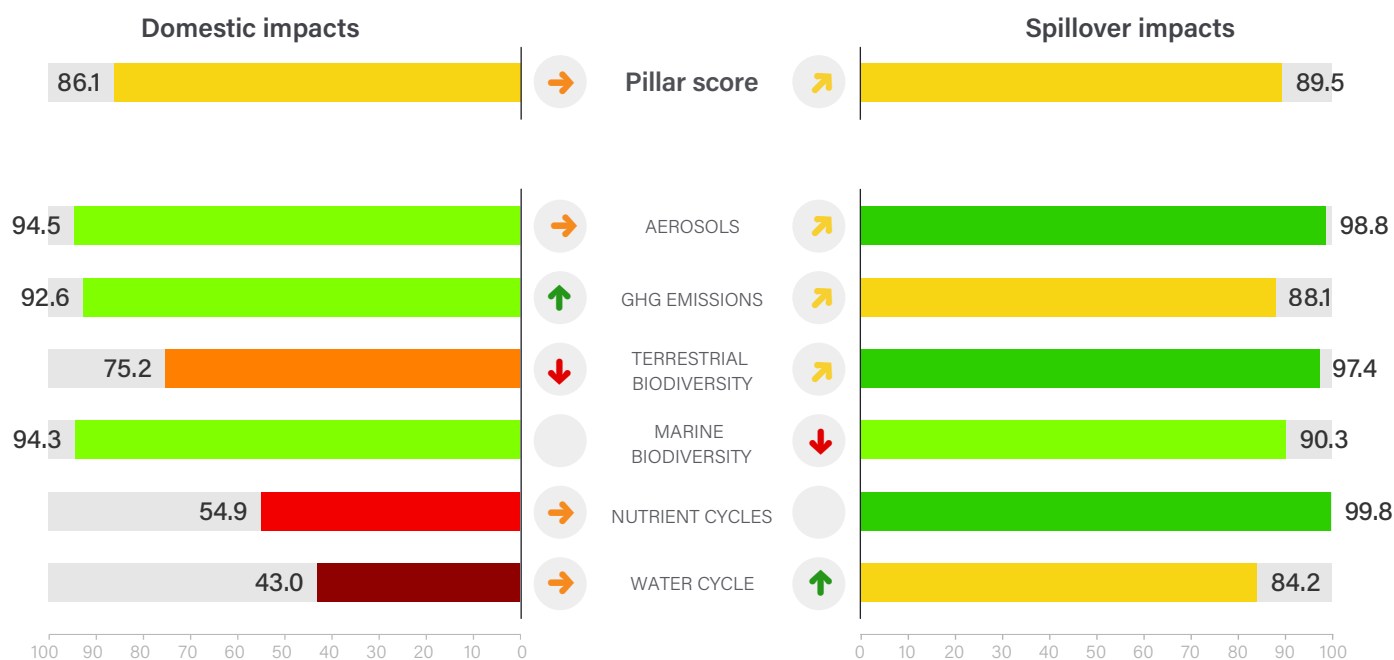 Domestic impacts
Spillover impacts
86.1
Pillar score
89.5
94.5
AEROSOLS
98.8
92.6
GHG EMISSIONS
88.1
75.2
TERRESTRIAL
BIODIVERSITY
97.4
94.3
MARINE
BIODIVERSITY
90.3
54.9
NUTRIENT CYCLES
99.8
43.0
WATER CYCLE
84.2
100 90 80 70 60 50 40 30 20 10 0
0 10 20 30 40 50 60 70 80 90 100